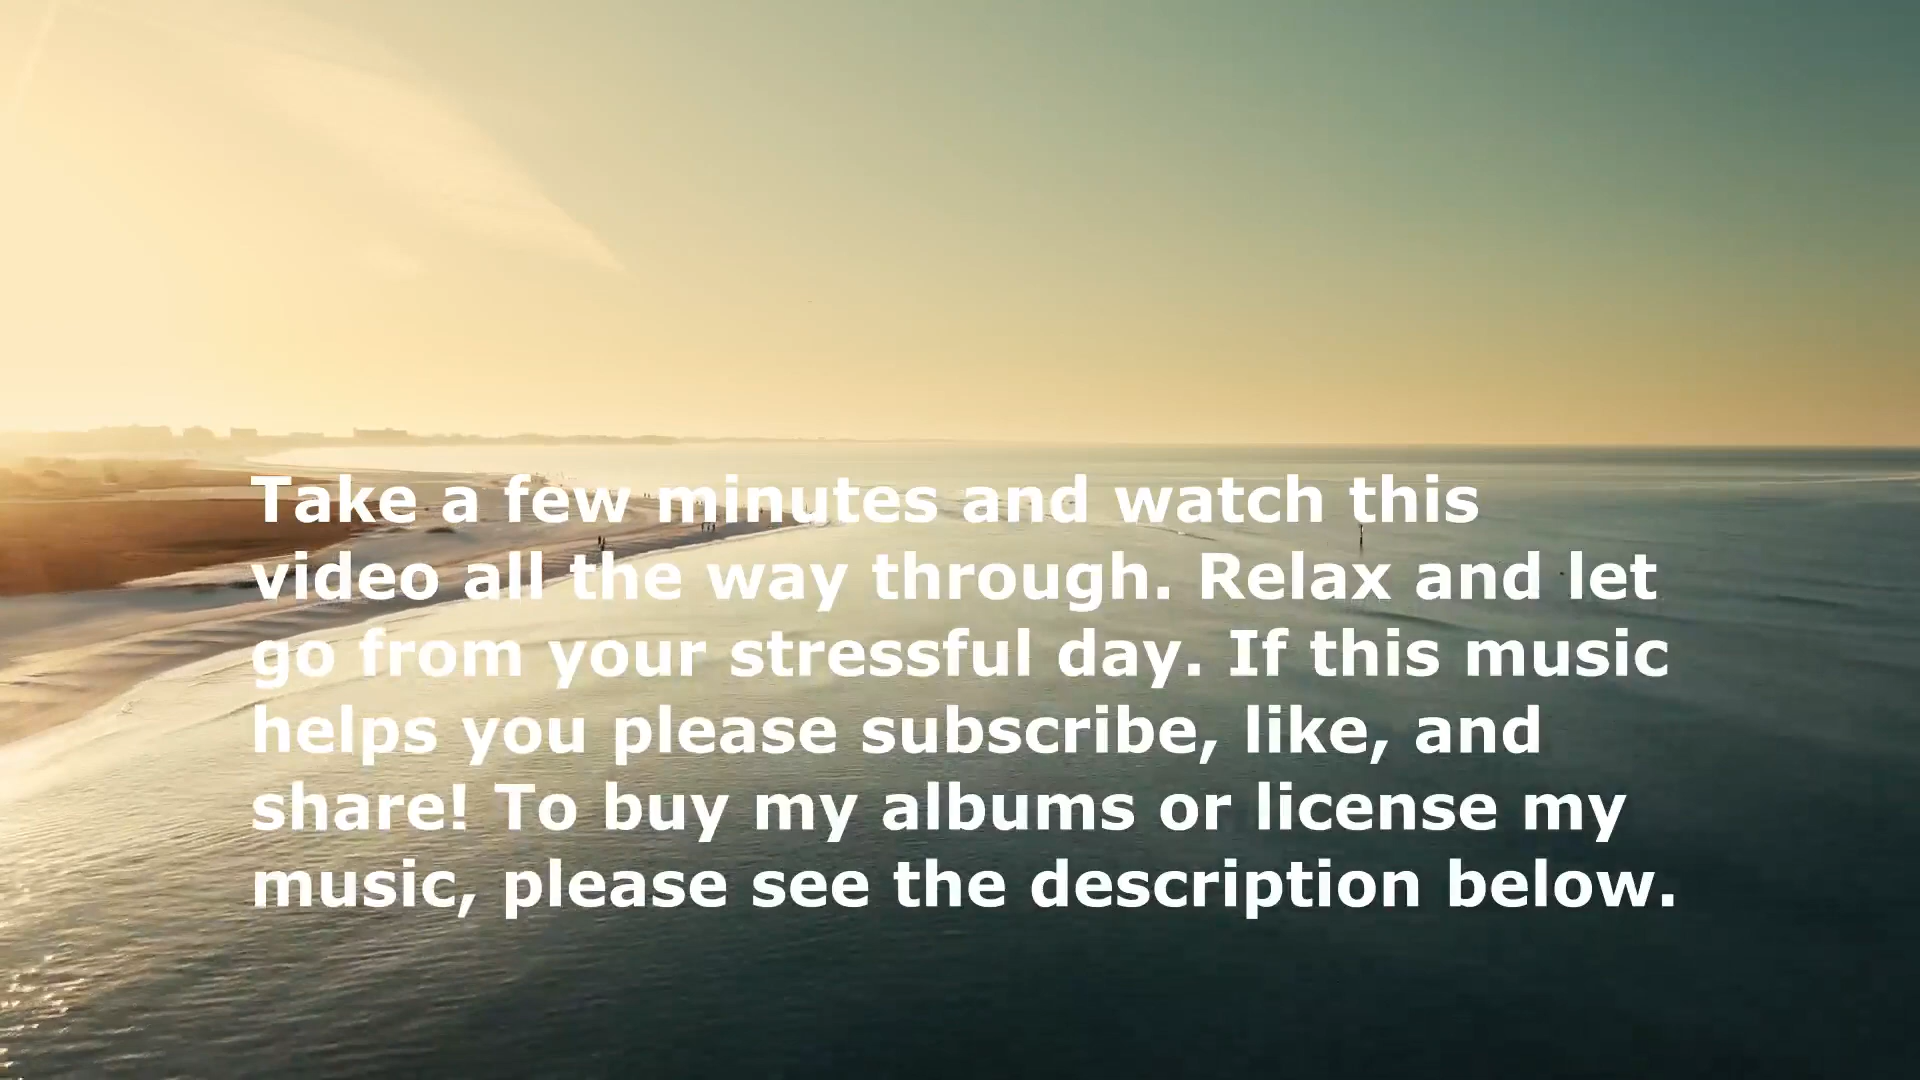 Take a few minutes and watch this
video all the way through. Relax and let
go from your stressful day. If this music
helps you please subscribe, like, and
share! To buy my albums or license my
music, please see the description below.